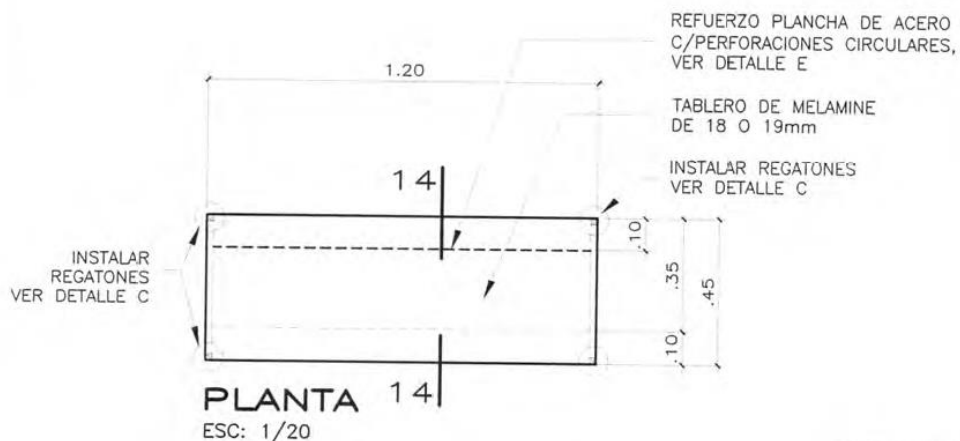 REFUERZO PLANCHA DE ACERO
C/PERFORACIONES CIRCULARES,
VER DETALLE E
1.20
TABLERO DE MELAMINE
DE 18 O 19mm
INSTALAR REGATONES
VER DETALLE C
14
.10
.35
.45
.10
INSTALAR
REGATONES
VER DETALLE C
14
PLANTA
ESC: 1/20